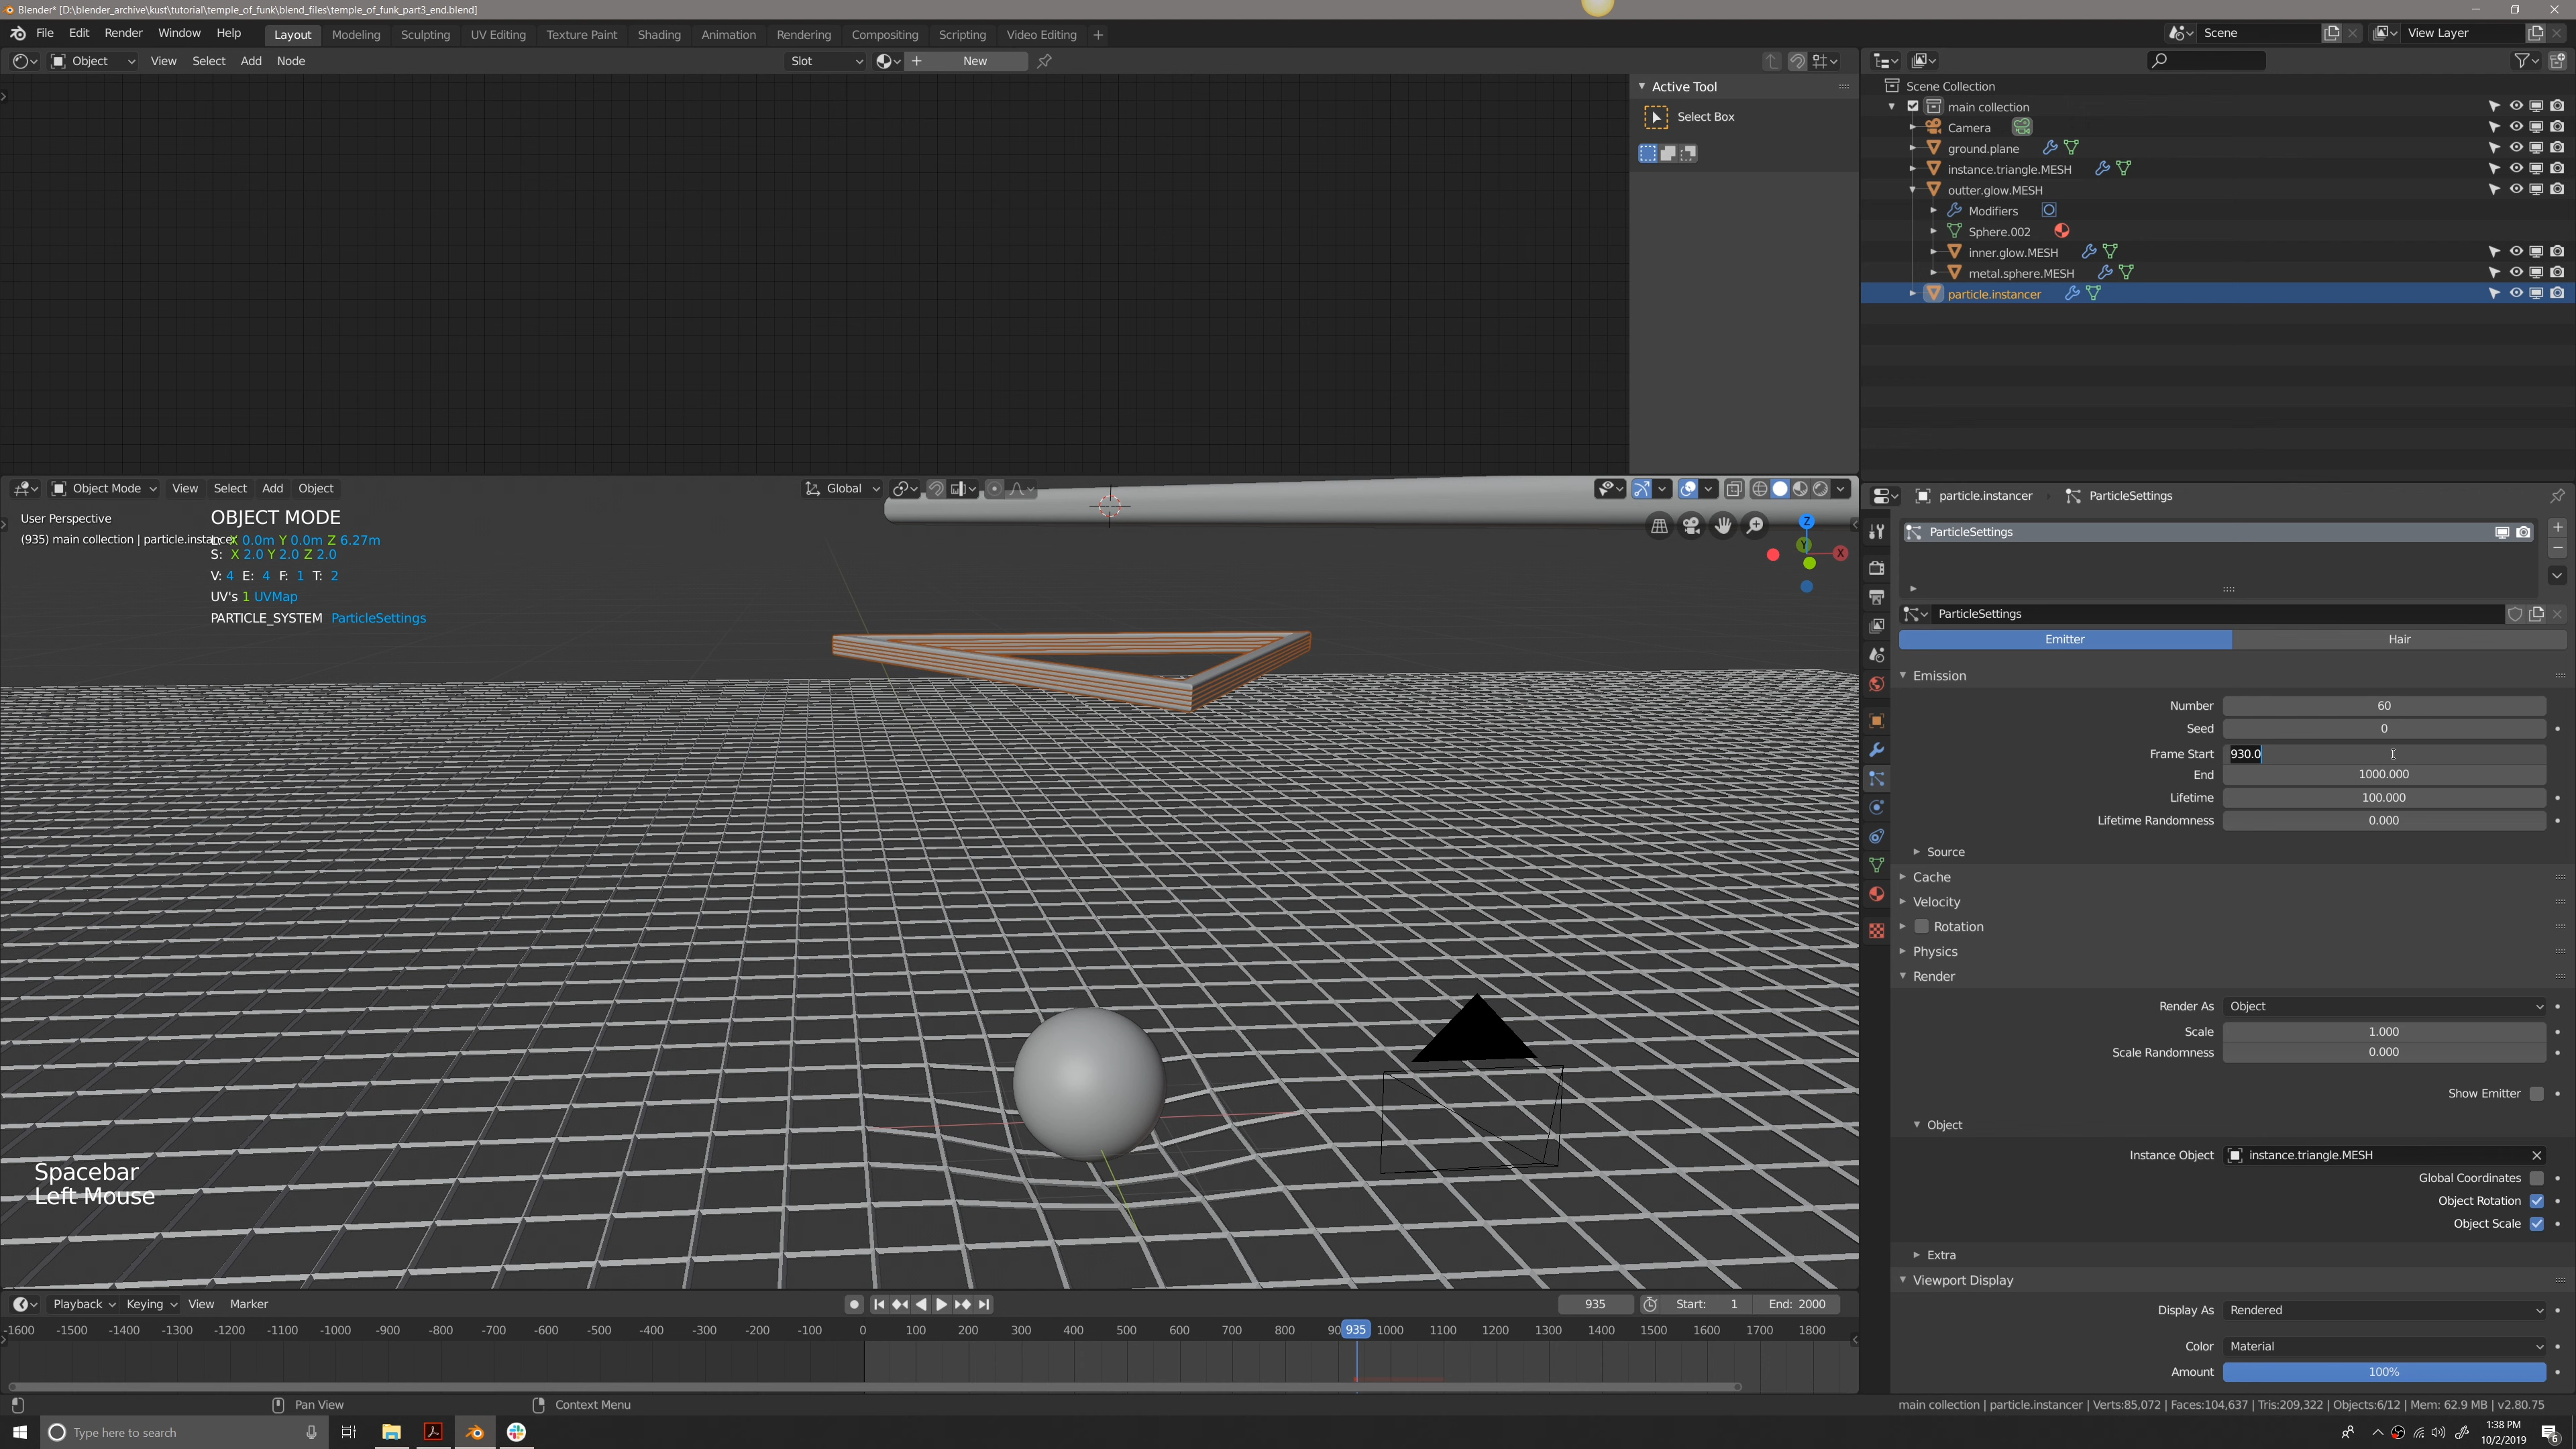 Blender* [D:\blender_archive\kust\tutorial\temple_of_funk\blend_files\temple_of_funk_part3_end.blend]
File Edit Render Window Help Layout Modeling Sculpting UV Editing Texture Paint Shading Animation Rendering Compositing Scripting Video Editing + Scene View Layer
Object View Select Add Node Slot New
Active Tool
Select Box
Scene Collection
main collection
Camera
ground.plane
instance.triangle.MESH
outter.glow.MESH
Modifiers
Sphere.002
inner.glow.MESH
metal.sphere.MESH
particle.instancer
Object Mode View Select Add Object Global
User Perspective
(935) main collection | particle.instancer
OBJECT MODE
X 0.0m Y 0.0m Z 6.27m
S: X 2.0 Y 2.0 Z 2.0
V: 4 E: 4 F: 1 T: 2
UV's 1 UVMap
PARTICLE_SYSTEM ParticleSettings
Z
Y
X
Spacebar
Left Mouse
particle.instancer ParticleSettings
ParticleSettings
ParticleSettings
Emitter Hair
Emission
Number 60
Seed 0
Frame Start 930.0
End 1000.000
Lifetime 100.000
Lifetime Randomness 0.000
Source
Cache
Velocity
Rotation
Physics
Render
Render As Object
Scale 1.000
Scale Randomness 0.000
Show Emitter
Object
Instance Object instance.triangle.MESH
Global Coordinates
Object Rotation
Object Scale
Extra
Viewport Display
Display As Rendered
Color Material
Amount 100%
Playback Keying View Marker 935 Start: 1 End: 2000
-1600 -1500 -1400 -1300 -1200 -1100 -1000 -900 -800 -700 -600 -500 -400 -300 -200 -100 0 100 200 300 400 500 600 700 800 90 935 1000 1100 1200 1300 1400 1500 1600 1700 1800
Pan View Context Menu main collection | particle.instancer | Verts:85,072 | Faces:104,637 | Tris:209,322 | Objects:6/12 | Mem: 62.9 MB | v2.80.75
Type here to search
1:38 PM
10/2/2019
6